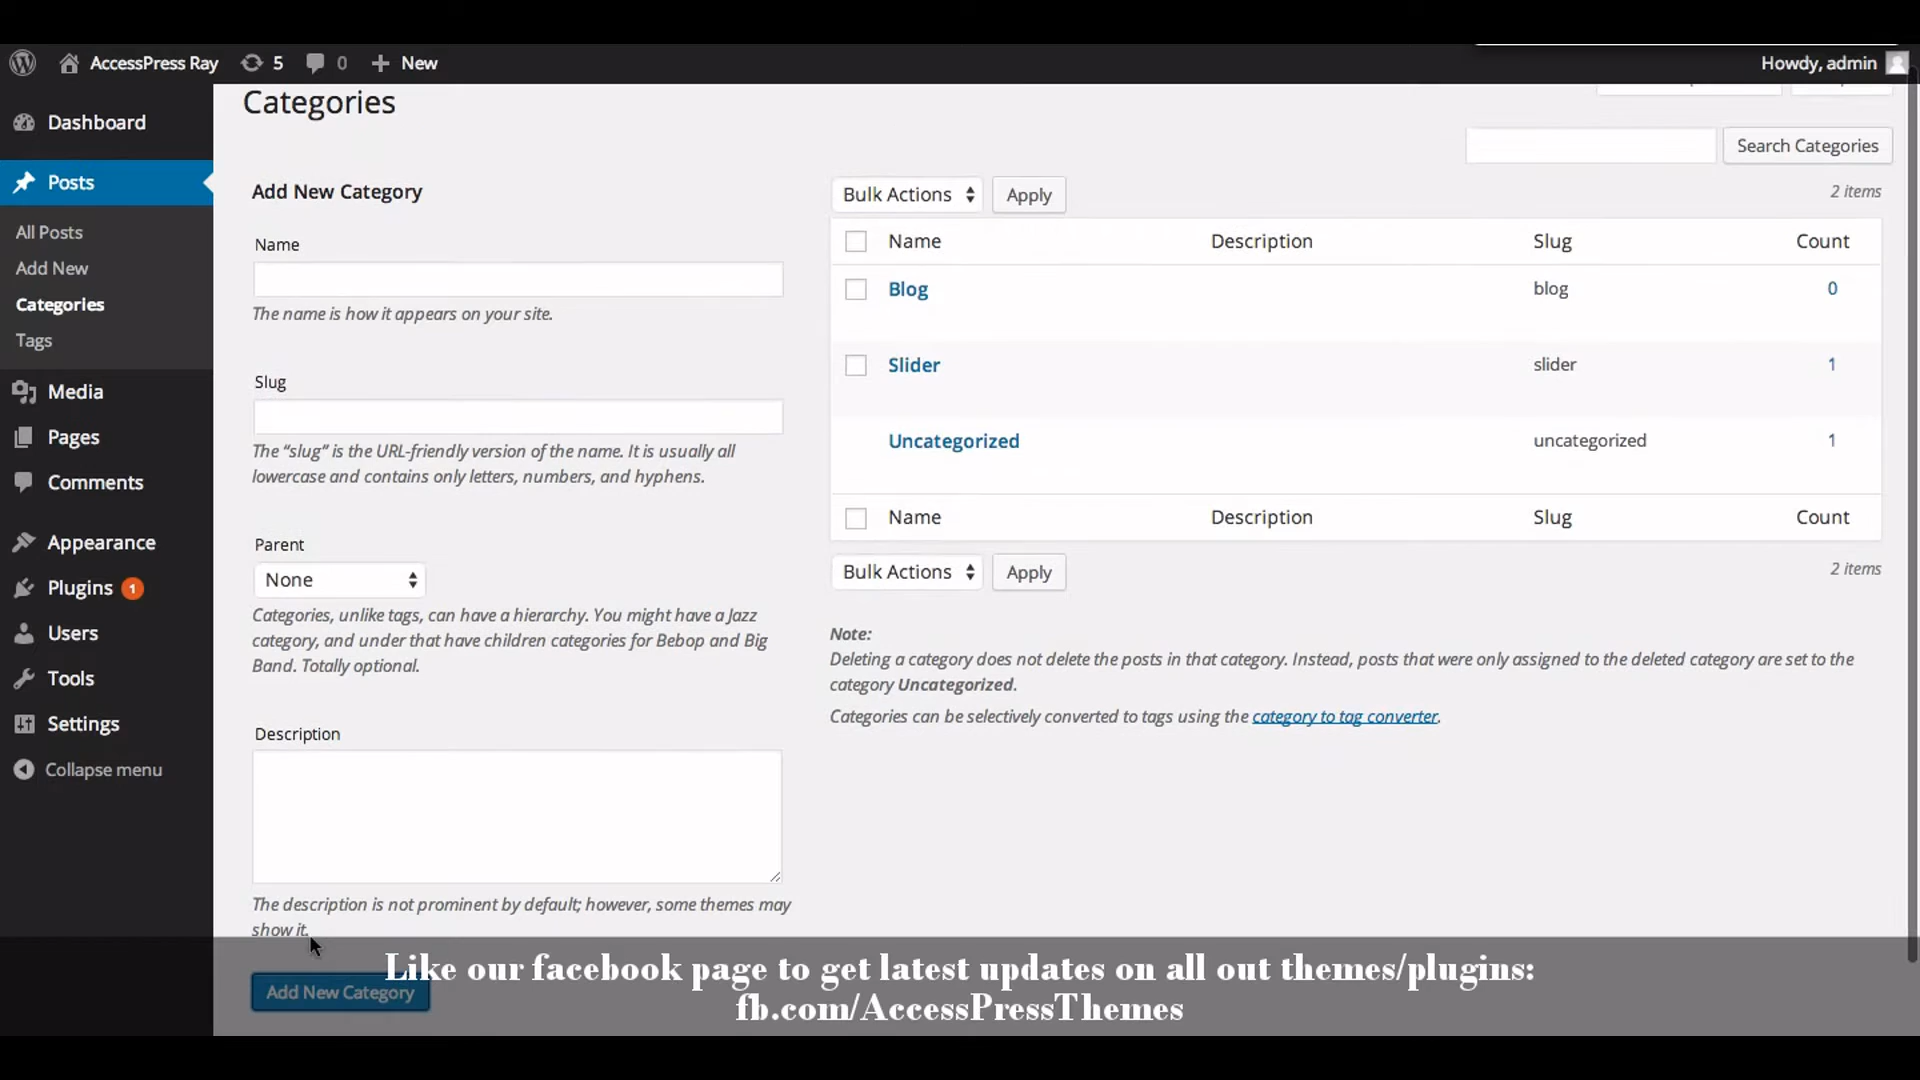 AccessPress Ray 5 0 New Howdy, admin
Dashboard
Posts
All Posts
Add New
Categories
Tags
Media
Pages
Comments
Appearance
Plugins 1
Users
Tools
Settings
Collapse menu
Categories
Search Categories
Add New Category
Name
The name is how it appears on your site.
Slug
The “slug” is the URL-friendly version of the name. It is usually all
lowercase and contains only letters, numbers, and hyphens.
Parent
None
Categories, unlike tags, can have a hierarchy. You might have a Jazz
category, and under that have children categories for Bebop and Big
Band. Totally optional.
Description
The description is not prominent by default; however, some themes may
show it.
Add New Category
Bulk Actions Apply 2 items
Name Description Slug Count
Blog blog 0
Slider slider 1
Uncategorized uncategorized 1
Name Description Slug Count
Bulk Actions Apply 2 items
Note:
Deleting a category does not delete the posts in that category. Instead, posts that were only assigned to the deleted category are set to the
category Uncategorized.
Categories can be selectively converted to tags using the category to tag converter.
Like our facebook page to get latest updates on all out themes/plugins:
fb.com/AccessPressThemes